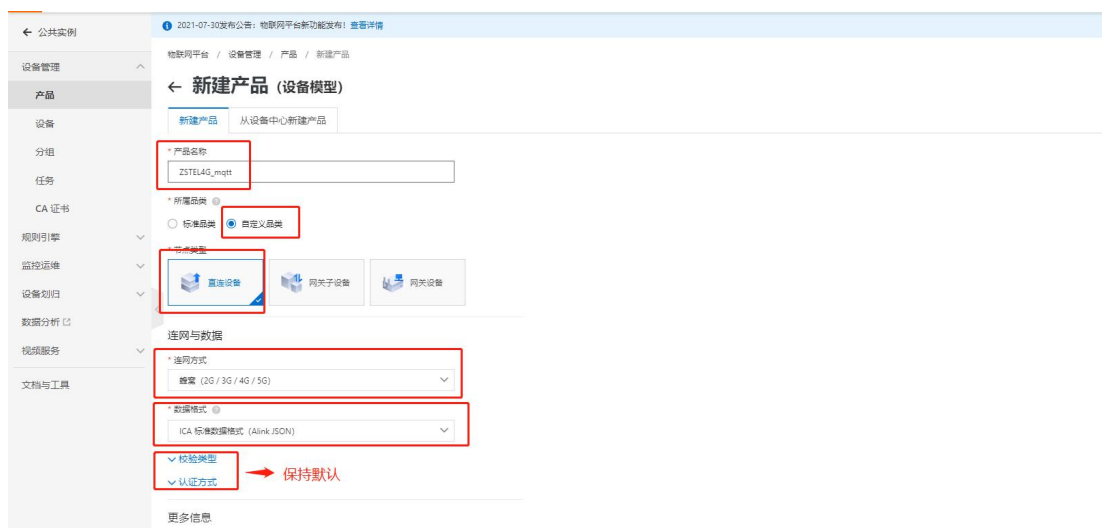 ← 公共实例
2021-07-30发布公告：物联网平台新功能发布！查看详情
设备管理
产品
设备
分组
任务
CA 证书
规则引擎
监控运维
设备划归
数据分析
视频服务
文档与工具
物联网平台 / 设备管理 / 产品 / 新建产品
← 新建产品（设备模型）
新建产品 从设备中心新建产品
* 产品名称
ZSTEL4G_mqtt
* 所属品类
标准品类 自定义品类
* 节点类型
直连设备 网关子设备 网关设备
连网与数据
* 连网方式
蜂窝（2G / 3G / 4G / 5G）
* 数据格式
ICA 标准数据格式（Alink JSON）
校验类型
保持默认
认证方式
更多信息